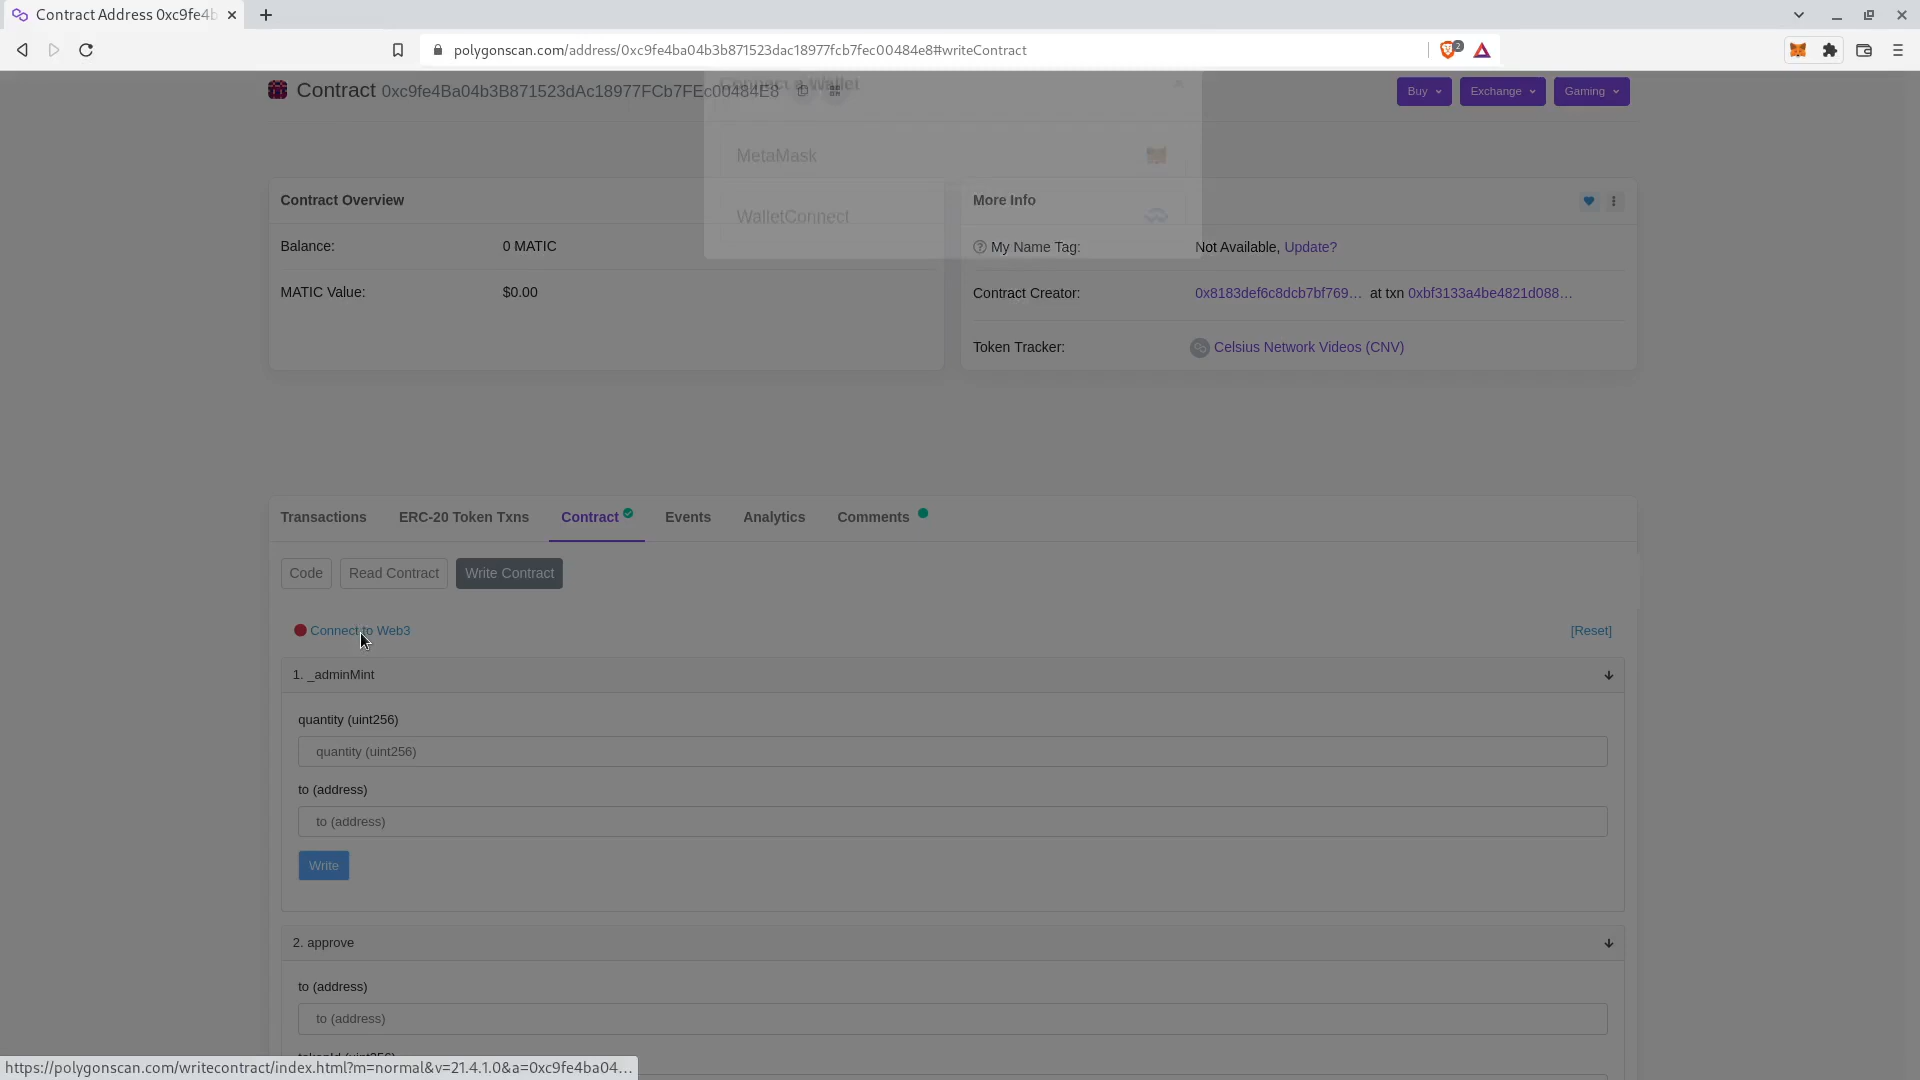 Contract Address 0xc9fe4b
polygonscan.com/address/0xc9fe4ba04b3b871523dac18977fcb7fec00484e8#writeContract
2
Connect a Wallet
Contract 0xc9fe4Ba04b3B871523dAc18977FCb7FEc00484E8
Buy
Exchange
Gaming
MetaMask
WalletConnect
Contract Overview
Balance: 0 MATIC
MATIC Value: $0.00
More Info
My Name Tag: Not Available, Update?
Contract Creator: 0x8183def6c8dcb7bf769... at txn 0xbf3133a4be4821d088...
Token Tracker: Celsius Network Videos (CNV)
Transactions ERC-20 Token Txns Contract Events Analytics Comments
Code Read Contract Write Contract
Connect to Web3 [Reset]
1. _adminMint
quantity (uint256)
quantity (uint256)
to (address)
to (address)
Write
2. approve
to (address)
to (address)
https://polygonscan.com/writecontract/index.html?m=normal&v=21.4.1.0&a=0xc9fe4ba04...